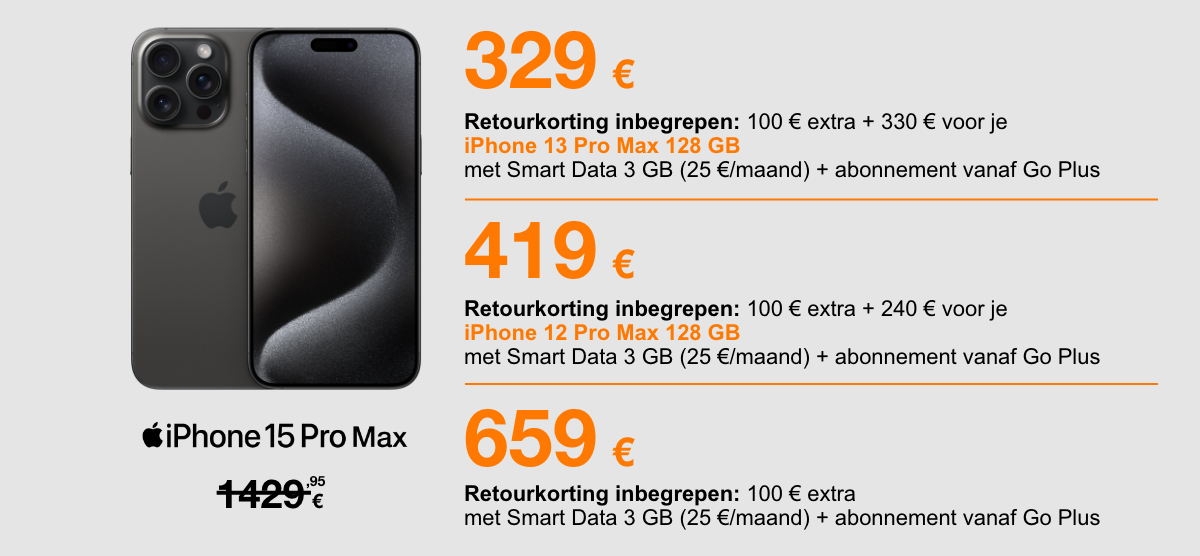 329 €
Retourkorting inbegrepen: 100 € extra + 330 € voor je
iPhone 13 Pro Max 128 GB
met Smart Data 3 GB (25 €/maand) + abonnement vanaf Go Plus
419 €
Retourkorting inbegrepen: 100 € extra + 240 € voor je
iPhone 12 Pro Max 128 GB
met Smart Data 3 GB (25 €/maand) + abonnement vanaf Go Plus
iPhone 15 Pro Max
1429,95 €
659 €
Retourkorting inbegrepen: 100 € extra
met Smart Data 3 GB (25 €/maand) + abonnement vanaf Go Plus